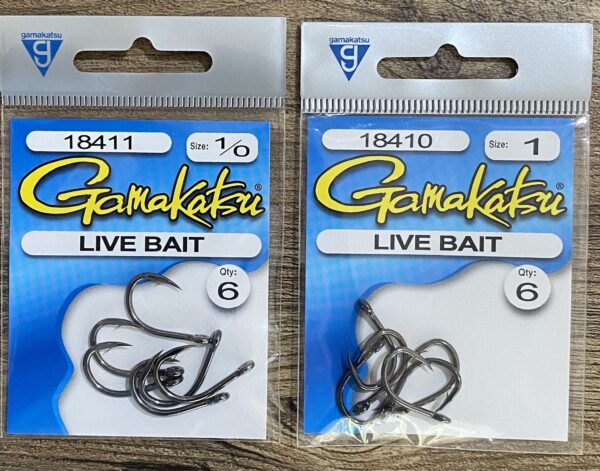 gamakatsu
G
18411
Size: 1/0
Gamakatsu®
LIVE BAIT
Qty:
6
gamakatsu
G
18410
Size: 1
Gamakatsu®
LIVE BAIT
Qty:
6